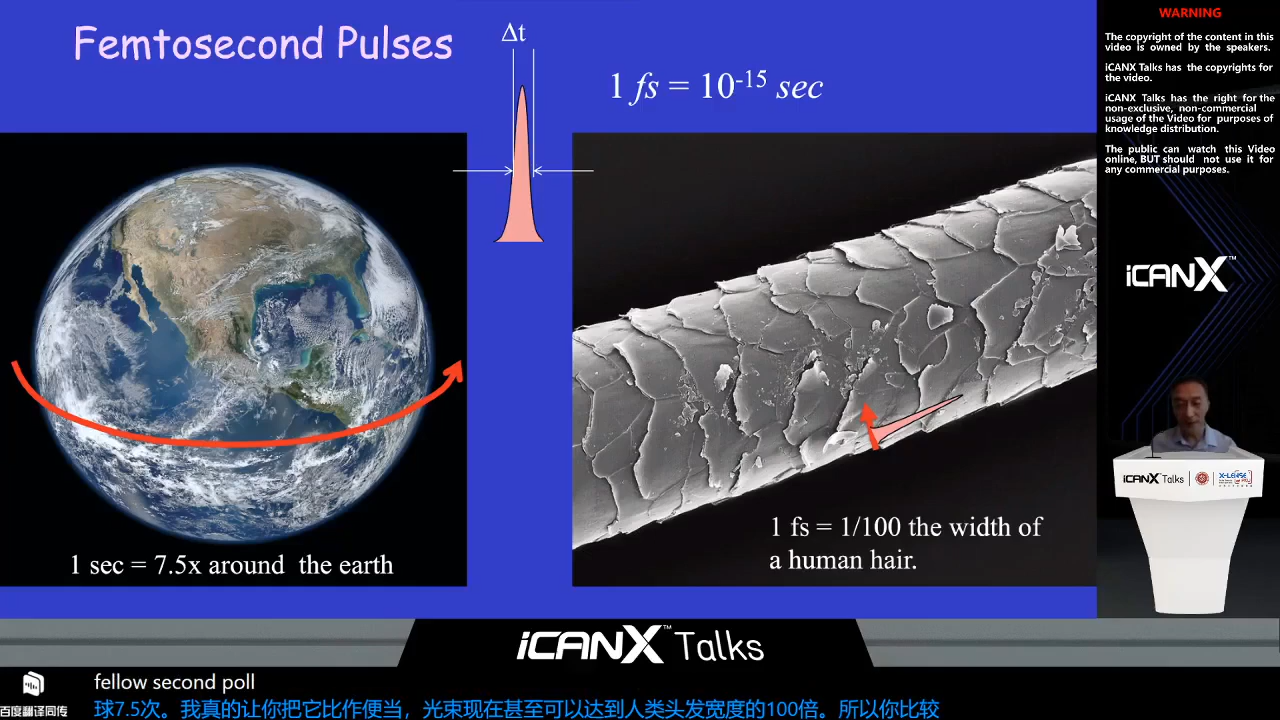 Femtosecond Pulses
Δt
1 fs = 10⁻¹⁵ sec
1 sec = 7.5x around the earth
1 fs = 1/100 the width of
a human hair.
WARNING
The copyright of the content in this
video is owned by the speakers.
iCANX Talks has the copyrights for
the video.
iCANX Talks has the right for the
non-exclusive, non-commercial
usage of the Video for purposes of
knowledge distribution.
The public can watch this Video
online, BUT should not use it for
any commercial purposes.
iCANX™
iCANX Talks
X-LENSE
iCANX™ Talks
fellow second poll
百度翻译同传
球7.5次。我真的让你把它比作便当，光束现在甚至可以达到人类头发宽度的100倍。所以你比较